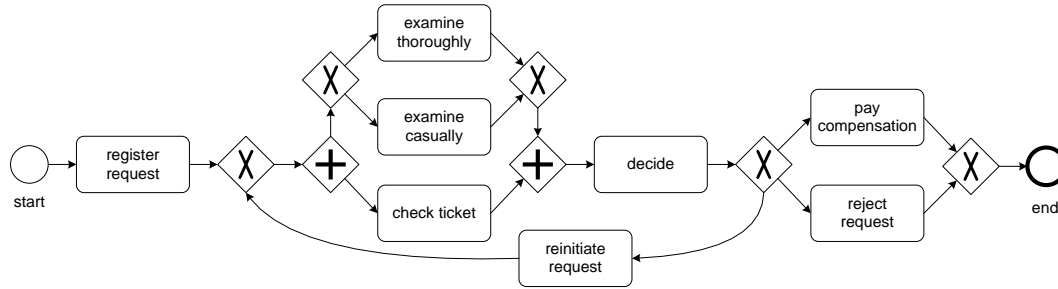 examine
thoroughly
examine
casually
pay
compensation
register
request
decide
start
check ticket
reject
request
end
reinitiate
request